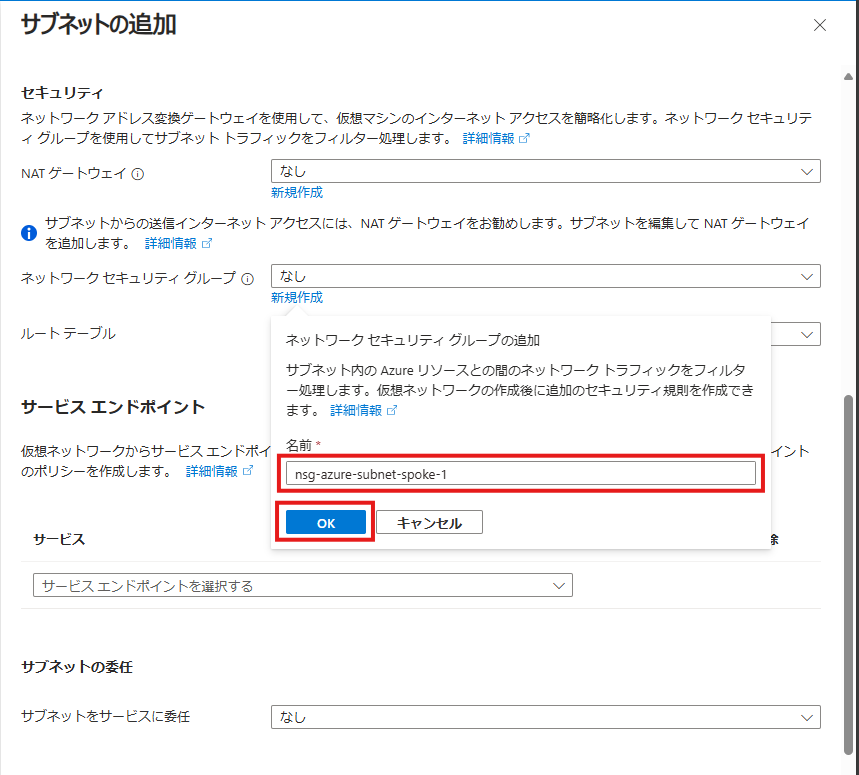 サブネットの追加
セキュリティ
ネットワーク アドレス変換ゲートウェイを使用して、仮想マシンのインターネット アクセスを簡略化します。ネットワーク セキュリテ
ィ グループを使用してサブネット トラフィックをフィルター処理します。 詳細情報
NAT ゲートウェイ
なし
新規作成
サブネットからの送信インターネット アクセスには、NAT ゲートウェイをお勧めします。サブネットを編集して NAT ゲートウェイ
を追加します。 詳細情報
ネットワーク セキュリティ グループ
なし
新規作成
ルート テーブル
ネットワーク セキュリティ グループの追加
サブネット内の Azure リソースとの間のネットワーク トラフィックをフィルタ
ー処理します。仮想ネットワークの作成後に追加のセキュリティ規則を作成でき
ます。 詳細情報
名前 *
nsg-azure-subnet-spoke-1
OK
キャンセル
サービス エンドポイント
仮想ネットワークからサービス エンドポイ
イント
のポリシーを作成します。 詳細情報
サービス
除
サービス エンドポイントを選択する
サブネットの委任
サブネットをサービスに委任
なし